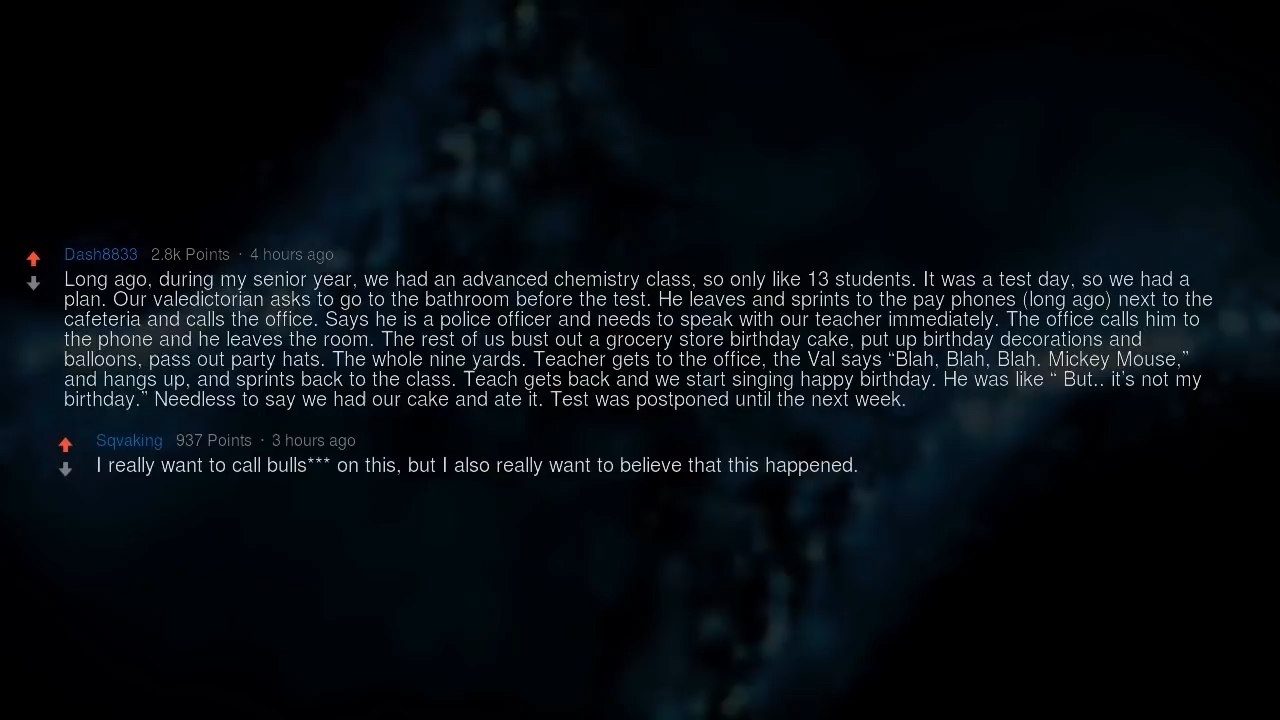 Dash8833 2.8k Points · 4 hours ago
Long ago, during my senior year, we had an advanced chemistry class, so only like 13 students. It was a test day, so we had a
plan. Our valedictorian asks to go to the bathroom before the test. He leaves and sprints to the pay phones (long ago) next to the
cafeteria and calls the office. Says he is a police officer and needs to speak with our teacher immediately. The office calls him to
the phone and he leaves the room. The rest of us bust out a grocery store birthday cake, put up birthday decorations and
balloons, pass out party hats. The whole nine yards. Teacher gets to the office, the Val says “Blah, Blah, Blah. Mickey Mouse,”
and hangs up, and sprints back to the class. Teach gets back and we start singing happy birthday. He was like “ But.. it’s not my
birthday.” Needless to say we had our cake and ate it. Test was postponed until the next week.
Sqvaking 937 Points · 3 hours ago
I really want to call bulls*** on this, but I also really want to believe that this happened.